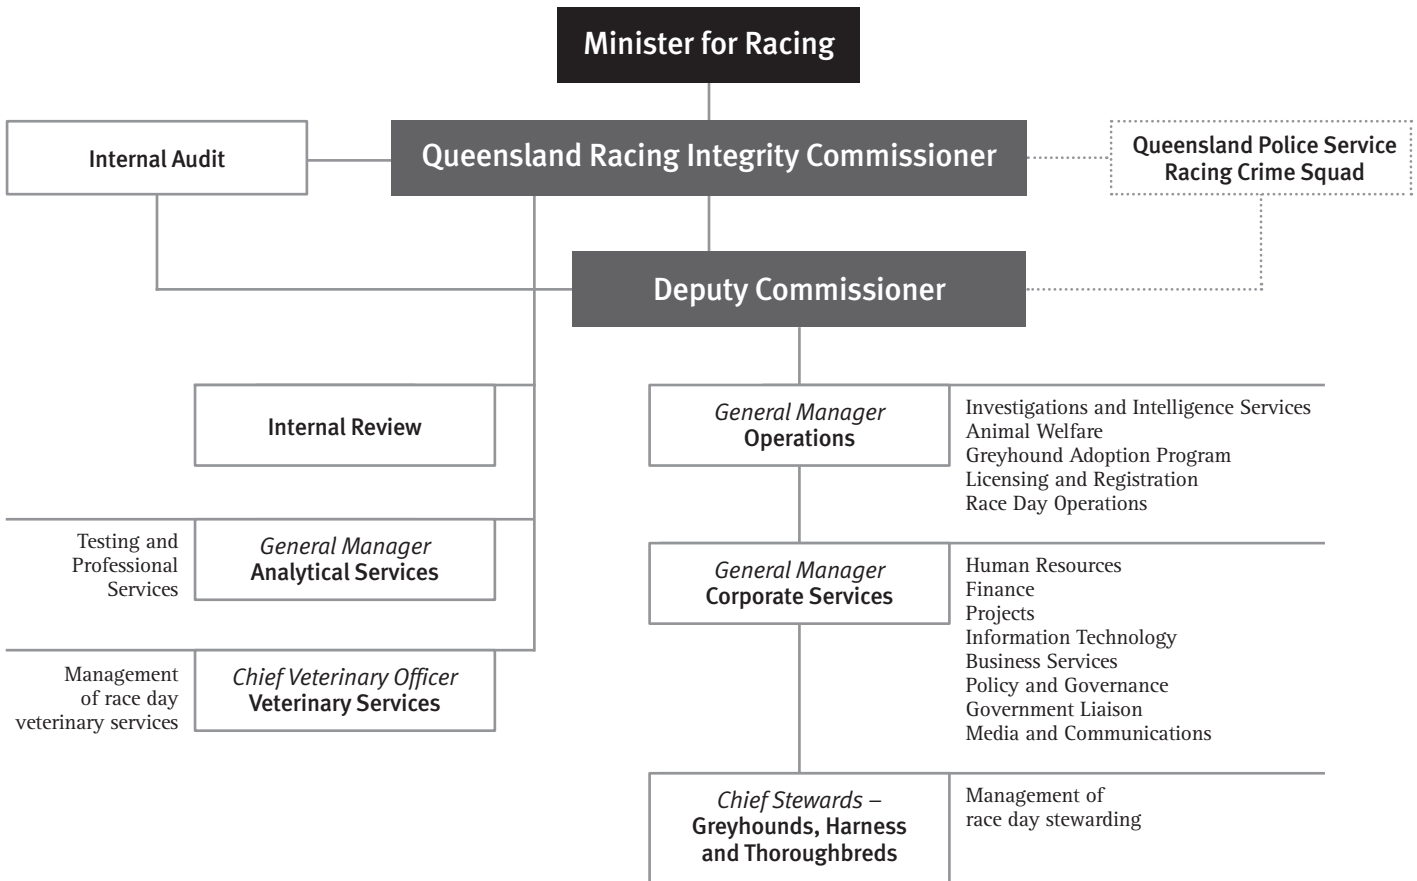 Minister for Racing
Internal Audit
Queensland Racing Integrity Commissioner
Queensland Police Service
Racing Crime Squad
Deputy Commissioner
Internal Review
Testing and
Professional
Services
General Manager
Analytical Services
Management
of race day
veterinary services
Chief Veterinary Officer
Veterinary Services
General Manager
Operations
Investigations and Intelligence Services
Animal Welfare
Greyhound Adoption Program
Licensing and Registration
Race Day Operations
General Manager
Corporate Services
Human Resources
Finance
Projects
Information Technology
Business Services
Policy and Governance
Government Liaison
Media and Communications
Chief Stewards –
Greyhounds, Harness
and Thoroughbreds
Management of
race day stewarding